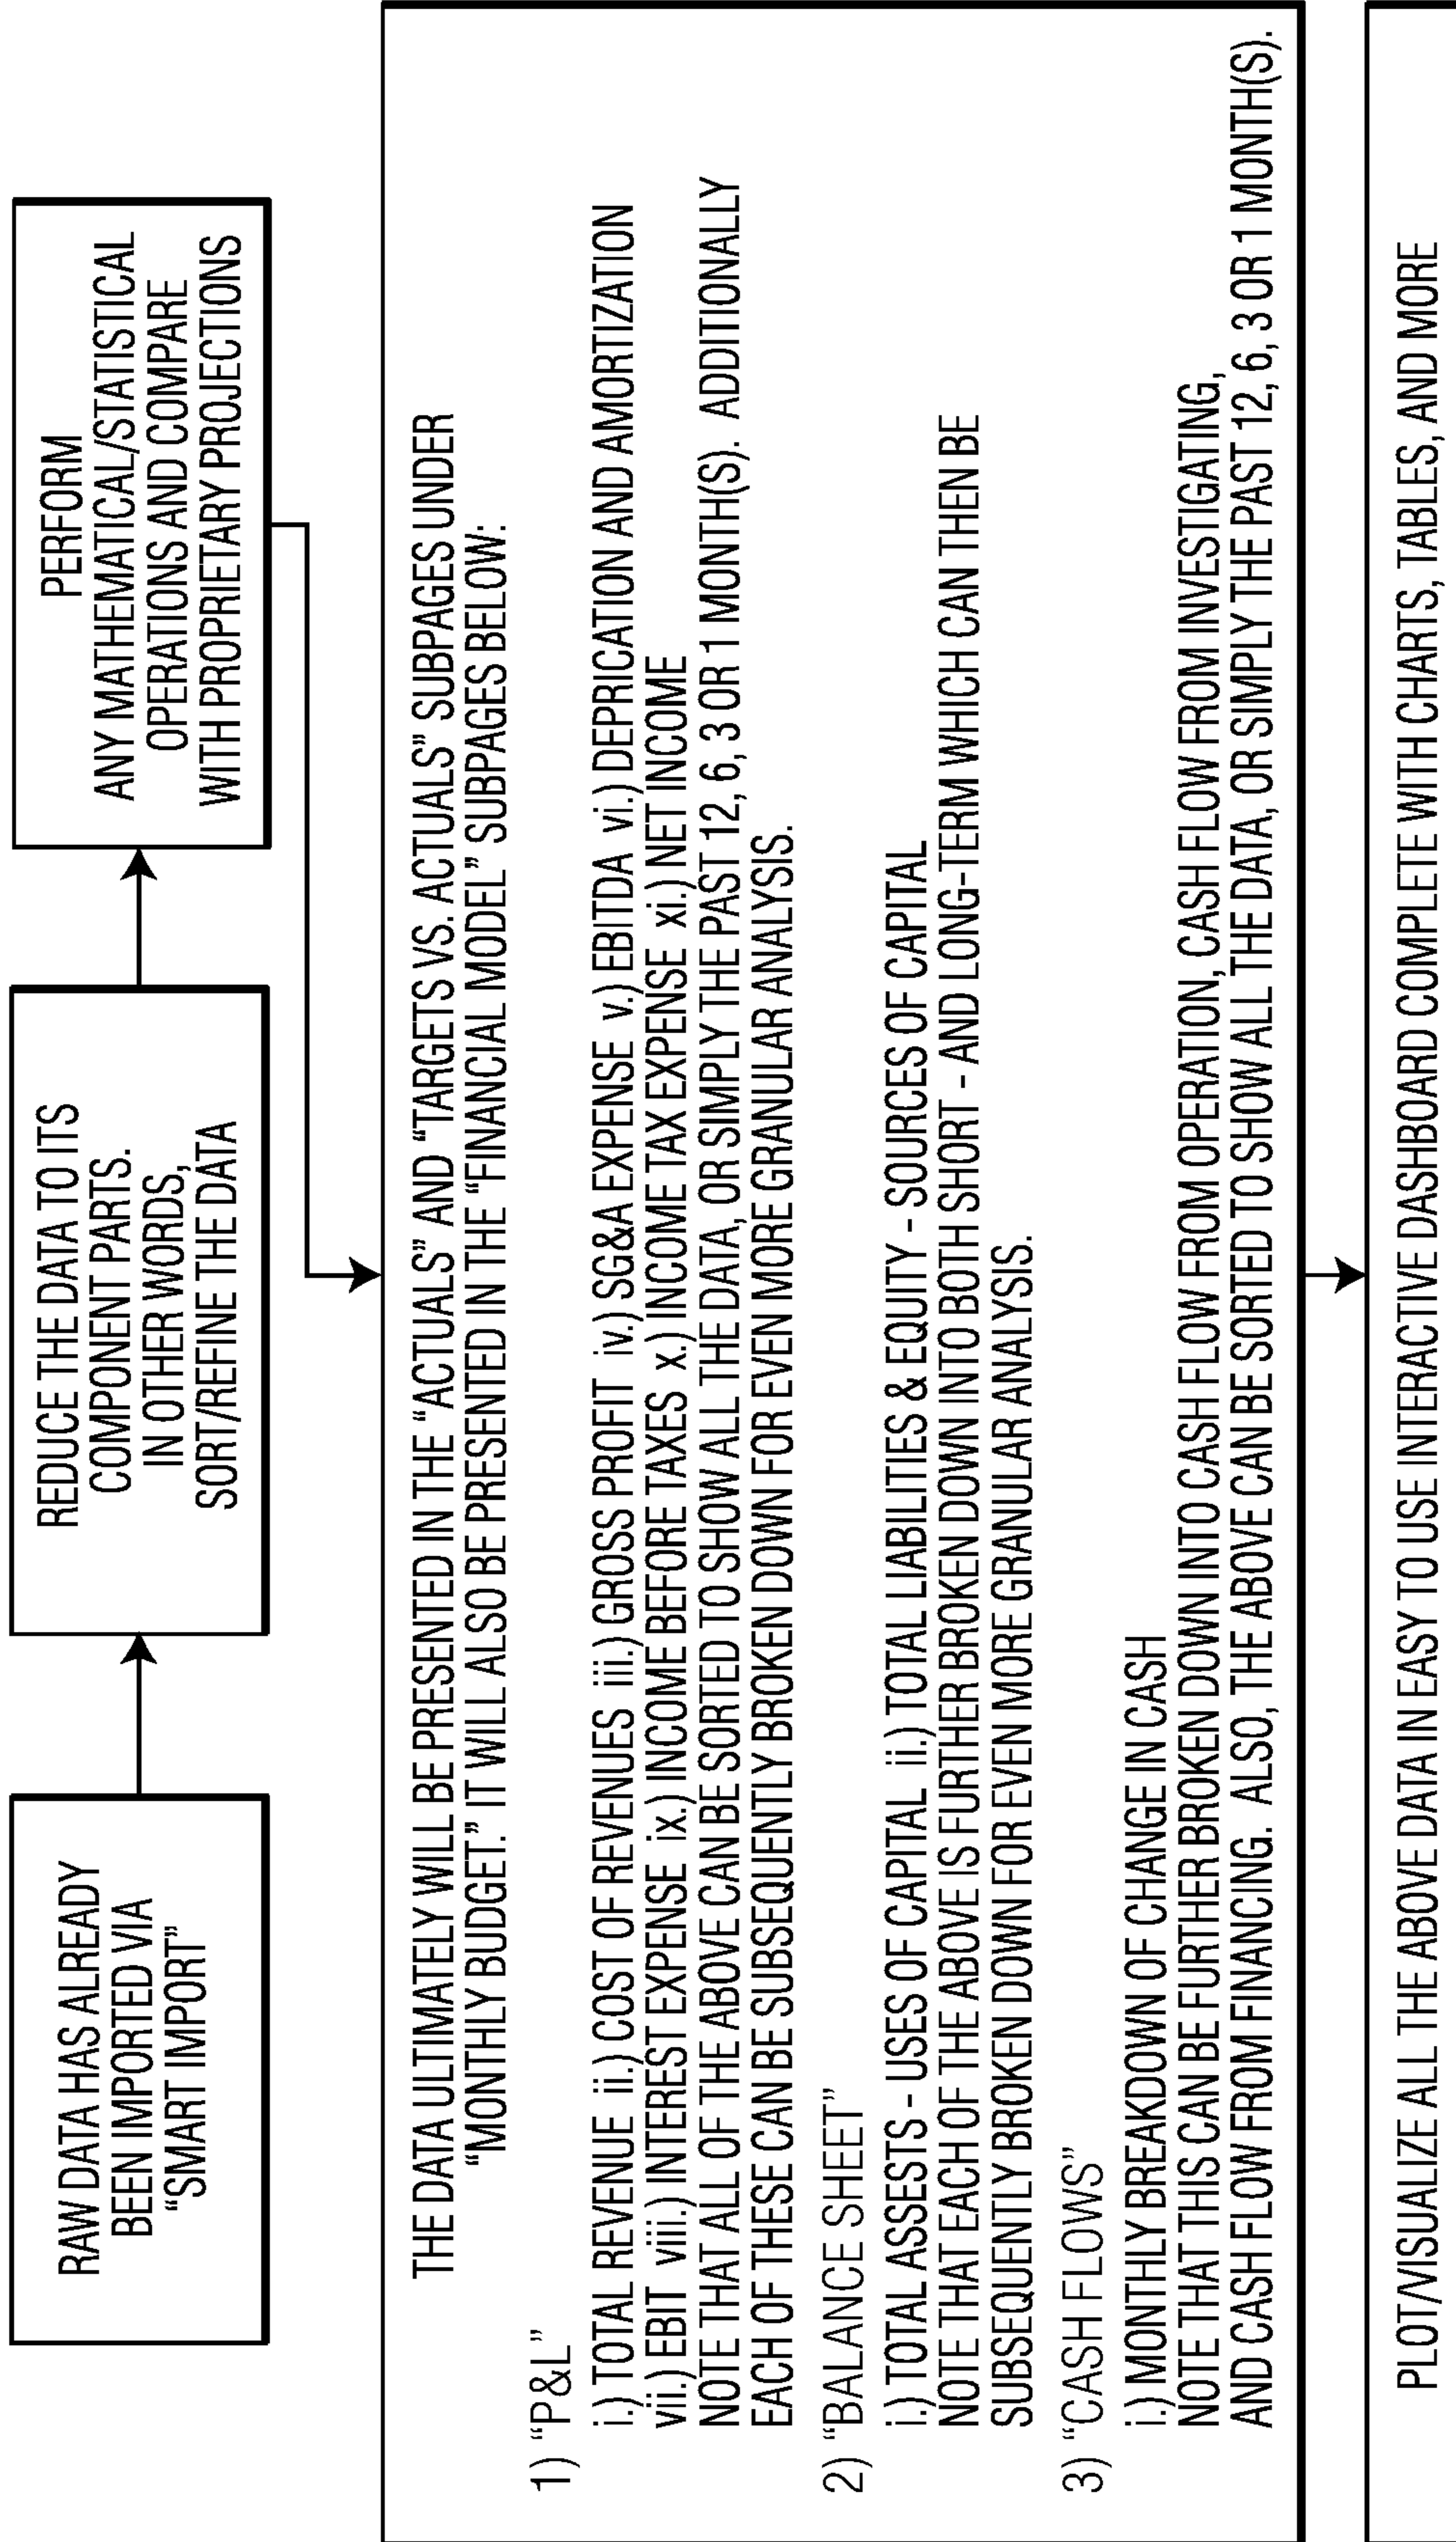 RAW DATA HAS ALREADY
BEEN IMPORTED VIA
“SMART IMPORT”
REDUCE THE DATA TO ITS
COMPONENT PARTS.
IN OTHER WORDS,
SORT/REFINE THE DATA
PERFORM
ANY MATHEMATICAL/STATISTICAL
OPERATIONS AND COMPARE
WITH PROPRIETARY PROJECTIONS
THE DATA ULTIMATELY WILL BE PRESENTED IN THE “ACTUALS” AND “TARGETS VS. ACTUALS” SUBPAGES UNDER
“MONTHLY BUDGET.” IT WILL ALSO BE PRESENTED IN THE “FINANCIAL MODEL” SUBPAGES BELOW:
1) “P&L”
i.) TOTAL REVENUE ii.) COST OF REVENUES iii.) GROSS PROFIT iv.) SG&A EXPENSE v.) EBITDA vi.) DEPRICATION AND AMORTIZATION
vii.) EBIT viii.) INTEREST EXPENSE ix.) INCOME BEFORE TAXES x.) INCOME TAX EXPENSE xi.) NET INCOME
NOTE THAT ALL OF THE ABOVE CAN BE SORTED TO SHOW ALL THE DATA, OR SIMPLY THE PAST 12, 6, 3 OR 1 MONTH(S). ADDITIONALLY
EACH OF THESE CAN BE SUBSEQUENTLY BROKEN DOWN FOR EVEN MORE GRANULAR ANALYSIS.
2) “BALANCE SHEET”
i.) TOTAL ASSESTS - USES OF CAPITAL ii.) TOTAL LIABILITIES & EQUITY - SOURCES OF CAPITAL
NOTE THAT EACH OF THE ABOVE IS FURTHER BROKEN DOWN INTO BOTH SHORT - AND LONG-TERM WHICH CAN THEN BE
SUBSEQUENTLY BROKEN DOWN FOR EVEN MORE GRANULAR ANALYSIS.
3) “CASH FLOWS”
i.) MONTHLY BREAKDOWN OF CHANGE IN CASH
NOTE THAT THIS CAN BE FURTHER BROKEN DOWN INTO CASH FLOW FROM OPERATION, CASH FLOW FROM INVESTIGATING,
AND CASH FLOW FROM FINANCING. ALSO, THE ABOVE CAN BE SORTED TO SHOW ALL THE DATA, OR SIMPLY THE PAST 12, 6, 3 OR 1 MONTH(S).
PLOT/VISUALIZE ALL THE ABOVE DATA IN EASY TO USE INTERACTIVE DASHBOARD COMPLETE WITH CHARTS, TABLES, AND MORE